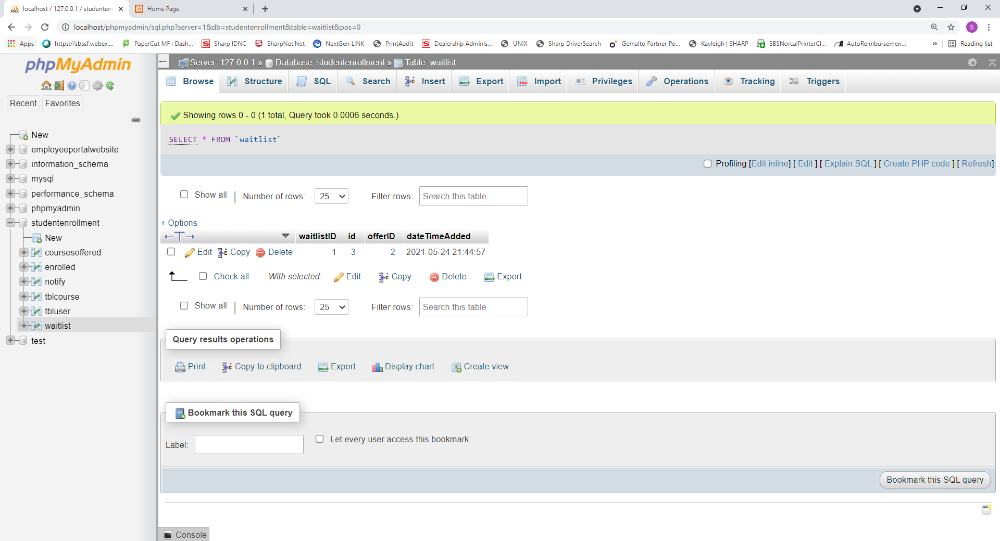 localhost / 127.0.0.1 / studenten
Home Page
localhost/phpmyadmin/sql.php?server=1&db=studentenrollment&table=waitlist&pos=0
S
Apps
https://sbssf.webex....
PaperCut MF : Dash...
Sharp IDNC
SharpNet.Net
NextGen LINK
PrintAudit
Dealership Adminis...
UNIX
Sharp DriverSearch
Gemalto Partner Po...
Kayleigh | SHARP
SBSNorcalPrinterCl...
AutoReimbursemen...
»
Reading list
phpMyAdmin
Recent
Favorites
New
employeeportalwebsite
information_schema
mysql
performance_schema
phpmyadmin
studentenrollment
New
coursesoffered
enrolled
notify
tblcourse
tbluser
waitlist
test
Server: 127.0.0.1 » Database: studentenrollment » Table: waitlist
Browse
Structure
SQL
Search
Insert
Export
Import
Privileges
Operations
Tracking
Triggers
Showing rows 0 - 0 (1 total, Query took 0.0006 seconds.)
SELECT * FROM `waitlist`
Profiling [Edit inline] [ Edit ] [ Explain SQL ] [ Create PHP code ] [ Refresh]
Show all | Number of rows: 25 Filter rows: Search this table
+ Options
waitlistID id offerID dateTimeAdded
Edit Copy Delete 1 3 2 2021-05-24 21:44:57
Check all With selected: Edit Copy Delete Export
Show all | Number of rows: 25 Filter rows: Search this table
Query results operations
Print Copy to clipboard Export Display chart Create view
Bookmark this SQL query
Label: Let every user access this bookmark
Bookmark this SQL query
Console